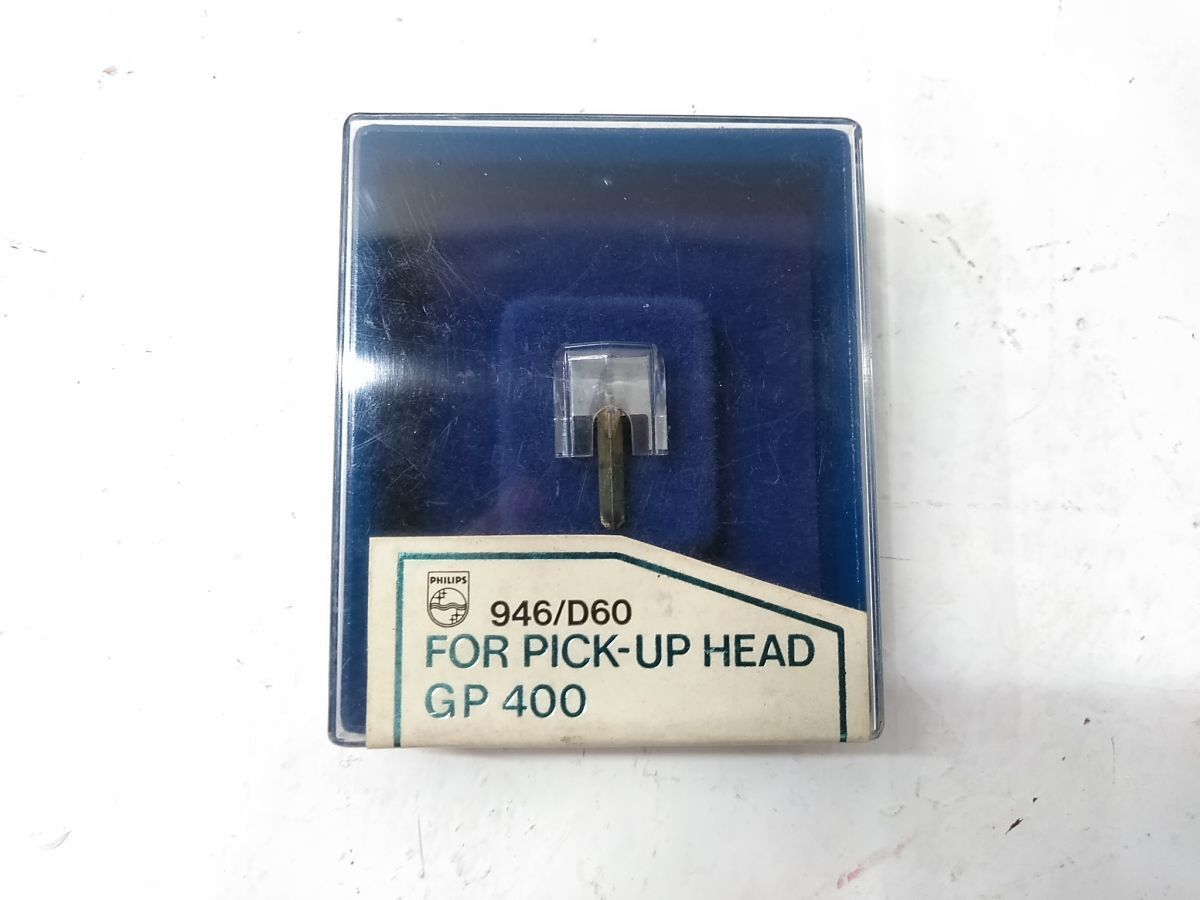 PHILIPS
946/D60
FOR PICK-UP HEAD
GP 400